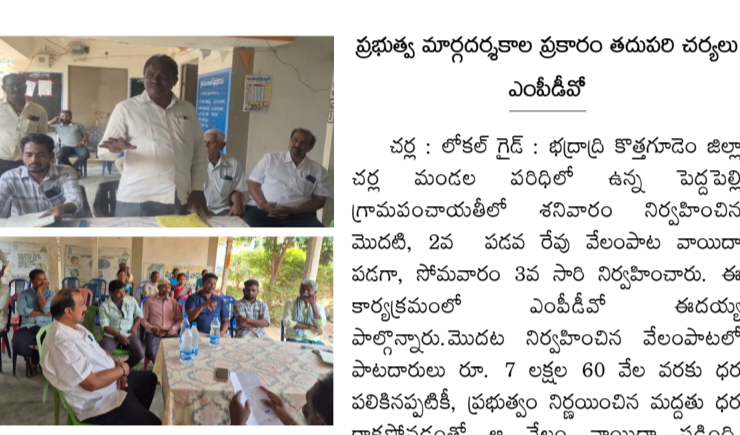 ప్రభుత్వ మార్గదర్శకాల ప్రకారం తదుపరి చర్యలు
ఎంపీడీవో
చర్ల : లోకల్ గైడ్ : భద్రాద్రి కొత్తగూడెం జిల్లా
చర్ల మండల పరిధిలో ఉన్న పెద్దపెల్లి
గ్రామపంచాయతీలో శనివారం నిర్వహించిన
మొదటి, 2వ పడవ రేవు వేలంపాట వాయిదా
పడగా, సోమవారం 3వ సారి నిర్వహించారు. ఈ
కార్యక్రమంలో ఎంపీడీవో ఈదయ్య
పాల్గొన్నారు.మొదట నిర్వహించిన వేలంపాటలో
పాటదారులు రూ. 7 లక్షల 60 వేల వరకు ధర
పలికినప్పటికీ, ప్రభుత్వం నిర్ణయించిన మద్దతు ధర